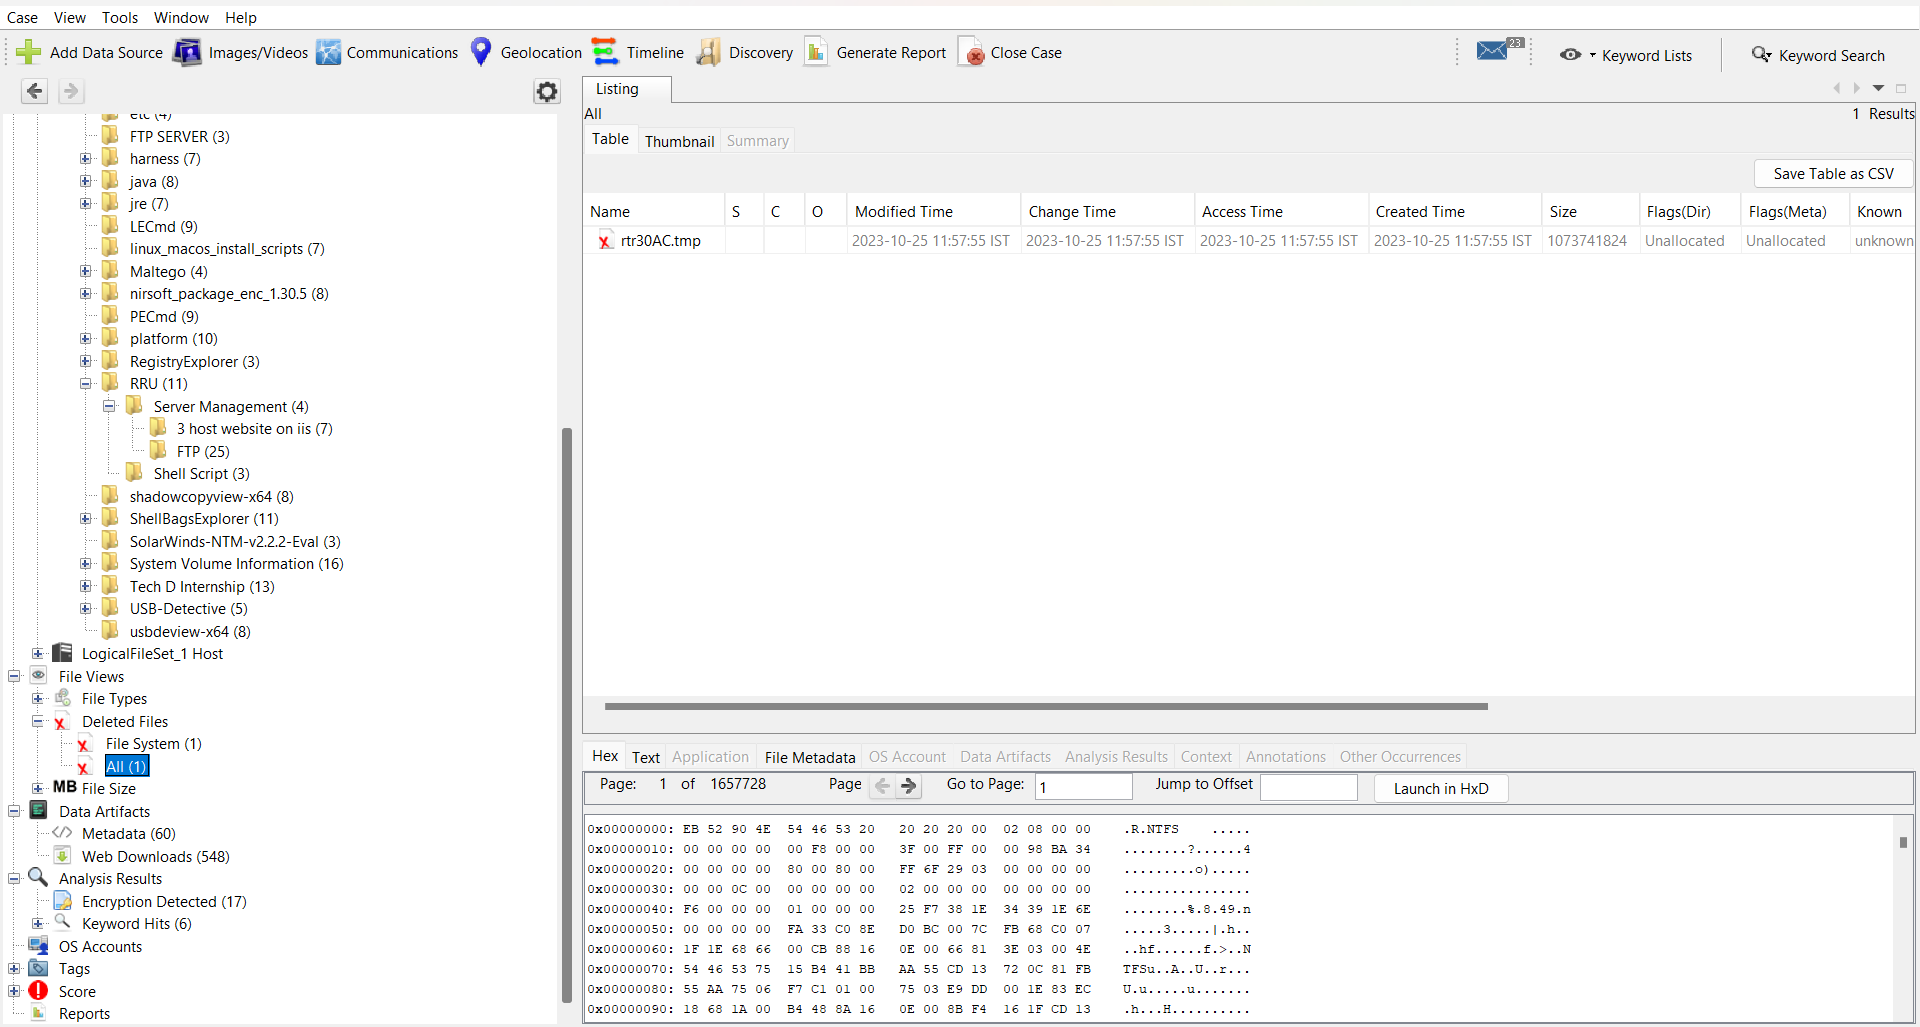 Case View Tools Window Help
Add Data Source Images/Videos Communications Geolocation Timeline Discovery Generate Report Close Case 23 Keyword Lists Keyword Search
etc (4)
FTP SERVER (3)
harness (7)
java (8)
jre (7)
LECmd (9)
linux_macos_install_scripts (7)
Maltego (4)
nirsoft_package_enc_1.30.5 (8)
PECmd (9)
platform (10)
RegistryExplorer (3)
RRU (11)
Server Management (4)
3 host website on iis (7)
FTP (25)
Shell Script (3)
shadowcopyview-x64 (8)
ShellBagsExplorer (11)
SolarWinds-NTM-v2.2.2-Eval (3)
System Volume Information (16)
Tech D Internship (13)
USB-Detective (5)
usbdeview-x64 (8)
LogicalFileSet_1 Host
File Views
File Types
Deleted Files
File System (1)
All (1)
MB File Size
Data Artifacts
Metadata (60)
Web Downloads (548)
Analysis Results
Encryption Detected (17)
Keyword Hits (6)
OS Accounts
Tags
Score
Reports
Listing
All 1 Results
Table Thumbnail Summary
Save Table as CSV
Name S C O Modified Time Change Time Access Time Created Time Size Flags(Dir) Flags(Meta) Known
rtr30AC.tmp 2023-10-25 11:57:55 IST 2023-10-25 11:57:55 IST 2023-10-25 11:57:55 IST 2023-10-25 11:57:55 IST 1073741824 Unallocated Unallocated unknown
Hex Text Application File Metadata OS Account Data Artifacts Analysis Results Context Annotations Other Occurrences
Page: 1 of 1657728 Page Go to Page: 1 Jump to Offset Launch in HxD
0x00000000: EB 52 90 4E 54 46 53 20 20 20 20 00 02 08 00 00 .R.NTFS .....
0x00000010: 00 00 00 00 00 F8 00 00 3F 00 FF 00 00 98 BA 34 ........?......4
0x00000020: 00 00 00 00 80 00 80 00 FF 6F 29 03 00 00 00 00 .........o).....
0x00000030: 00 00 0C 00 00 00 00 00 02 00 00 00 00 00 00 00 ................
0x00000040: F6 00 00 00 01 00 00 00 25 F7 38 1E 34 39 1E 6E ........%.8.49.n
0x00000050: 00 00 00 00 FA 33 C0 8E D0 BC 00 7C FB 68 C0 07 .....3.....|.h..
0x00000060: 1F 1E 68 66 00 CB 88 16 0E 00 66 81 3E 03 00 4E ..hf......f.>..N
0x00000070: 54 46 53 75 15 B4 41 BB AA 55 CD 13 72 0C 81 FB TFSu..A..U..r...
0x00000080: 55 AA 75 06 F7 C1 01 00 75 03 E9 DD 00 1E 83 EC U.u.....u.......
0x00000090: 18 68 1A 00 B4 48 8A 16 0E 00 8B F4 16 1F CD 13 .h...H..........